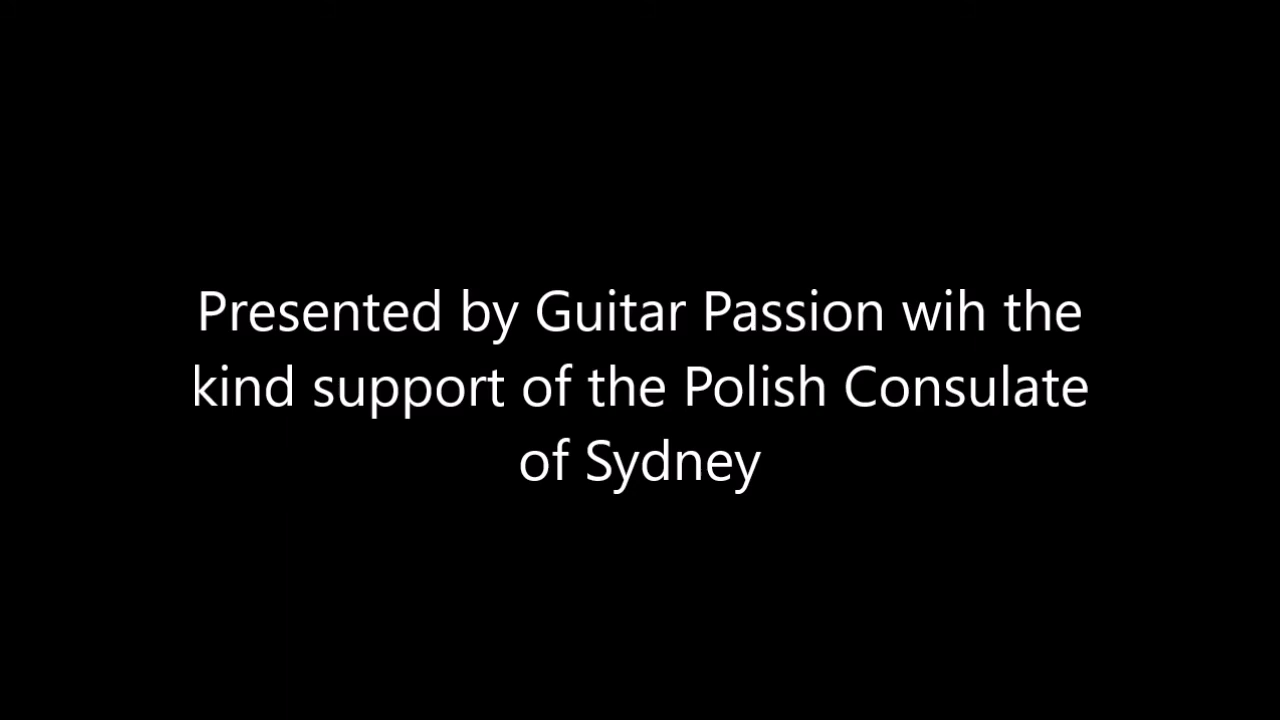 Presented by Guitar Passion wih the
kind support of the Polish Consulate
of Sydney